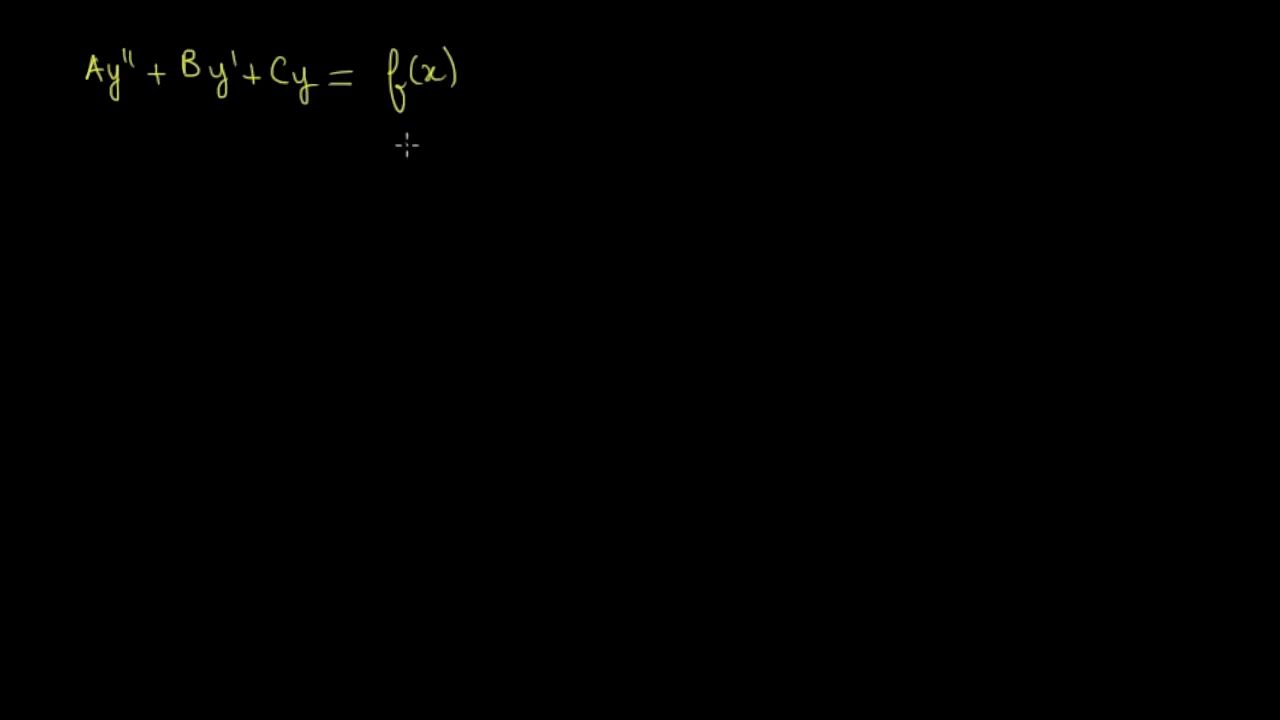 Ay" + By' + Cy = f(x)